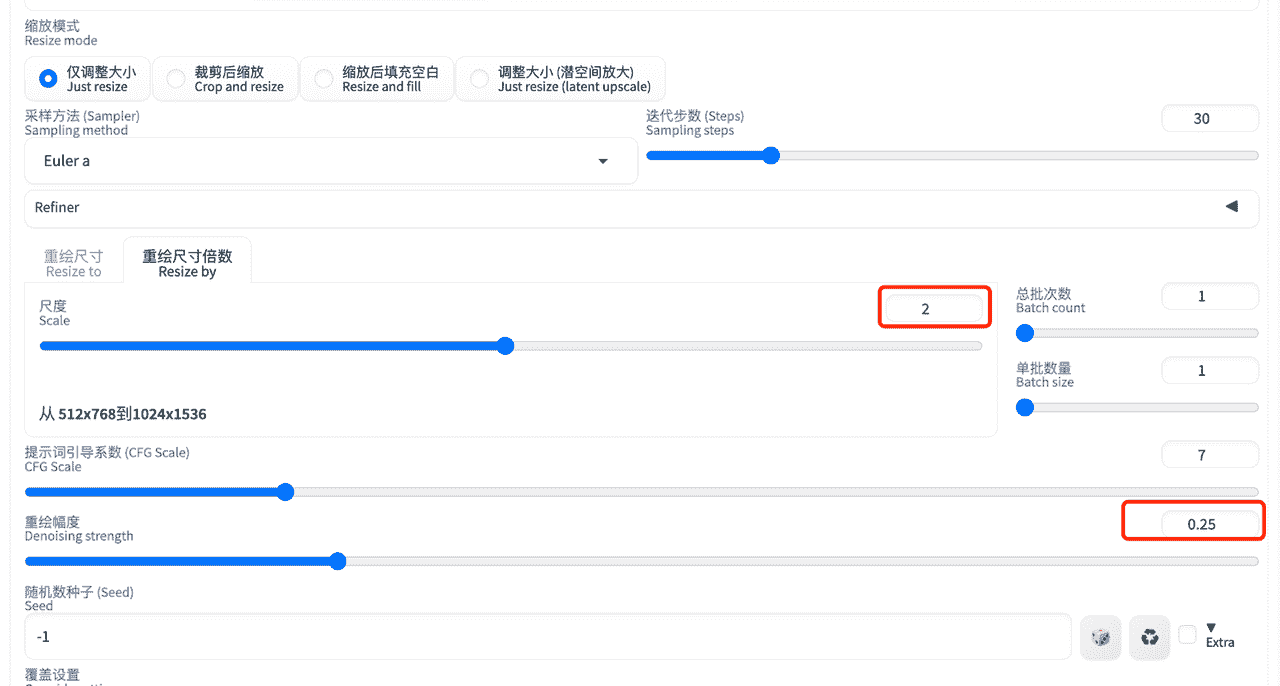 缩放模式
Resize mode
仅调整大小
Just resize
裁剪后缩放
Crop and resize
缩放后填充空白
Resize and fill
调整大小 (潜空间放大)
Just resize (latent upscale)
采样方法 (Sampler)
Sampling method
Euler a
迭代步数 (Steps)
Sampling steps
30
Refiner
重绘尺寸
Resize to
重绘尺寸倍数
Resize by
尺度
Scale
2
从 512x768到1024x1536
总批次数
Batch count
1
单批数量
Batch size
1
提示词引导系数 (CFG Scale)
CFG Scale
7
重绘幅度
Denoising strength
0.25
随机数种子 (Seed)
Seed
-1
Extra
覆盖设置